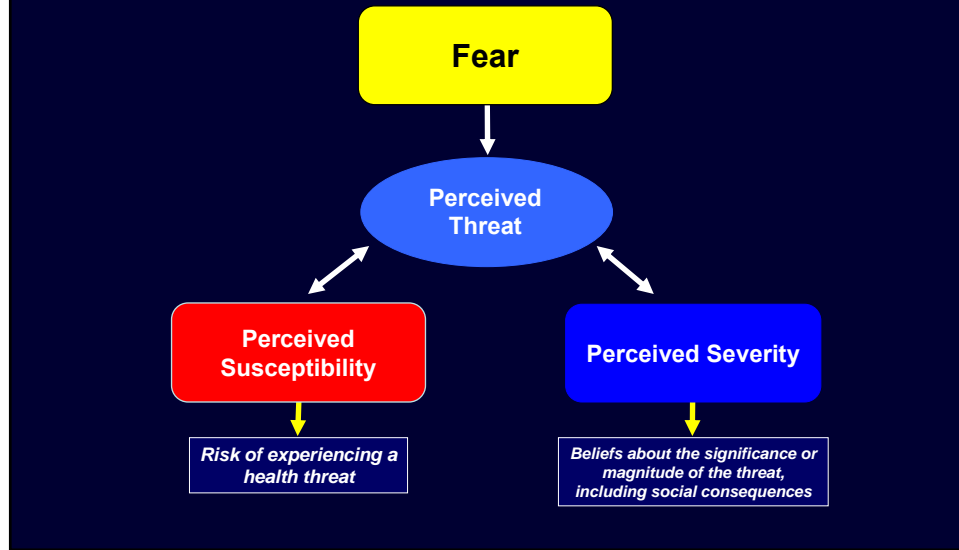 Fear
Perceived
Threat
Perceived
Susceptibility
Perceived Severity
Risk of experiencing a
health threat
Beliefs about the significance or
magnitude of the threat,
including social consequences